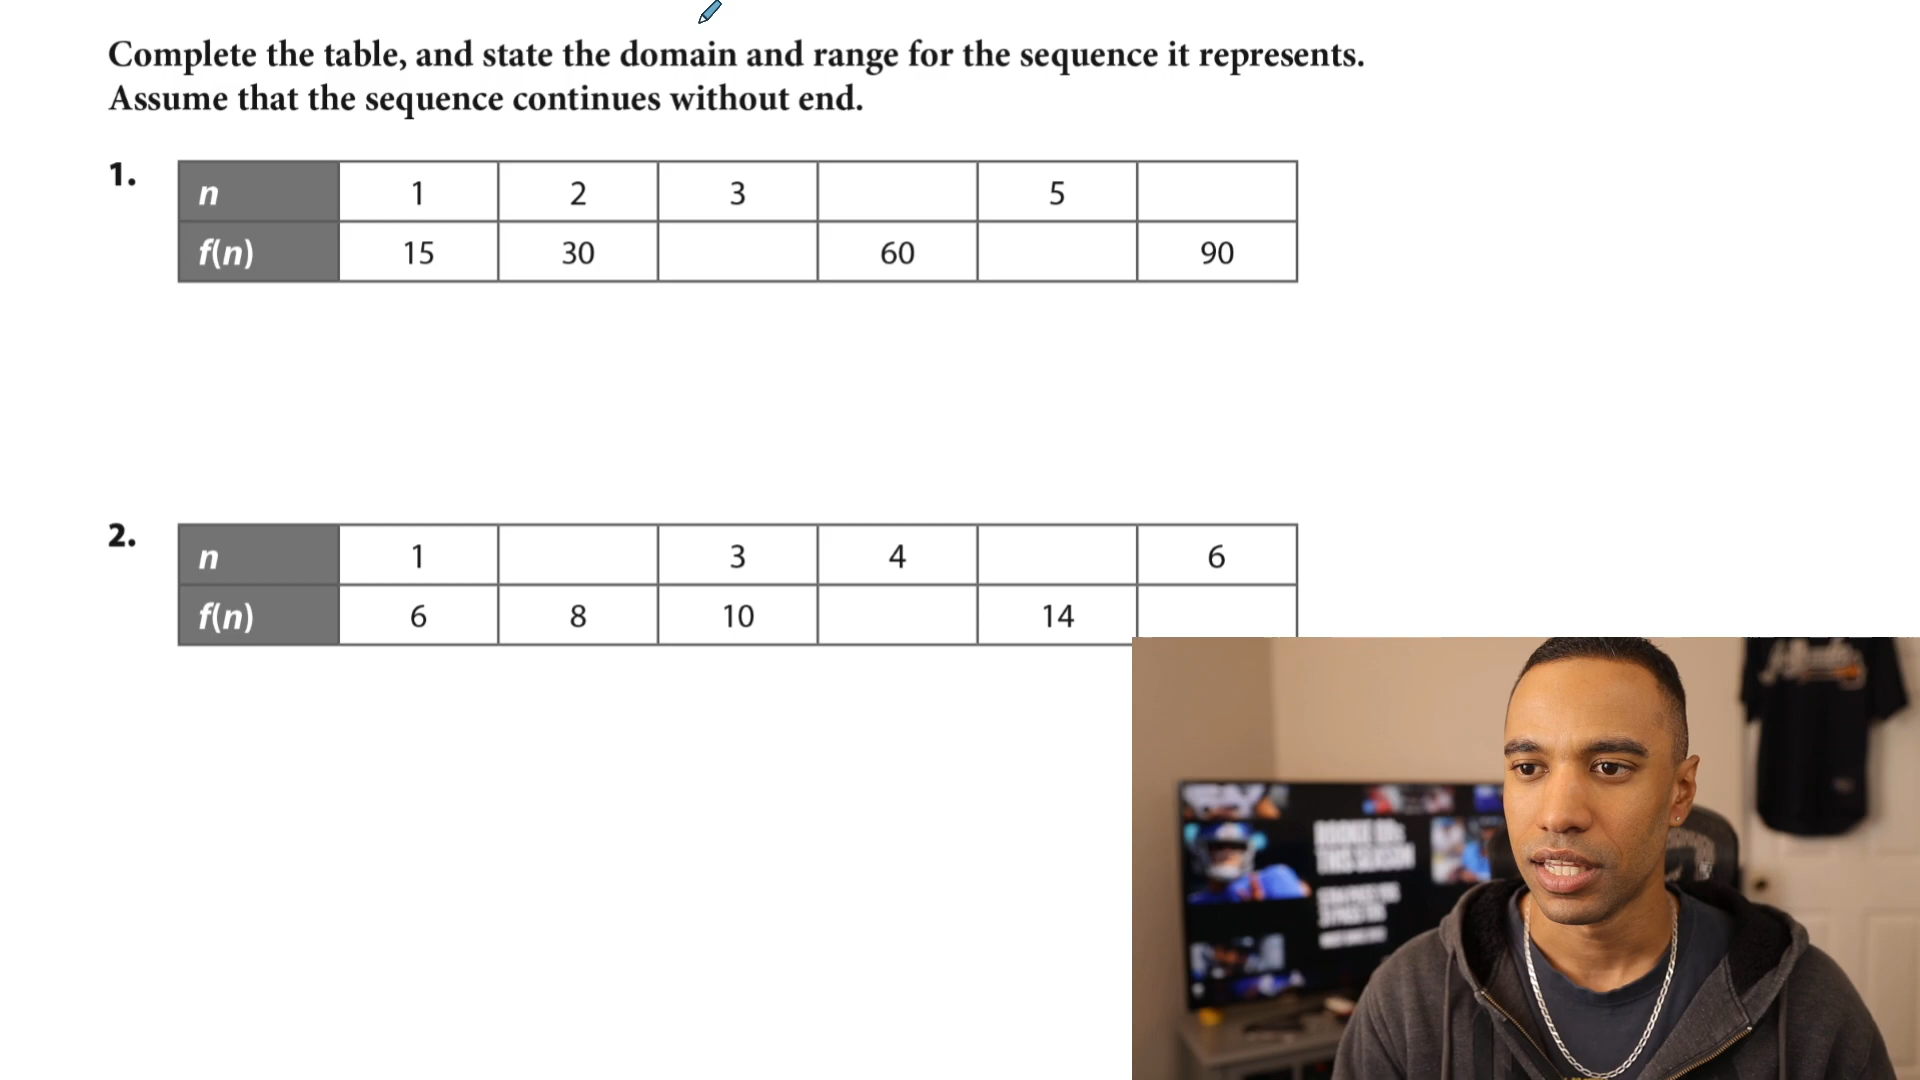 Complete the table, and state the domain and range for the sequence it represents.
Assume that the sequence continues without end.
1.
n 1 2 3 5
f(n) 15 30 60 90
2.
n 1 3 4 6
f(n) 6 8 10 14
THIS SEASON